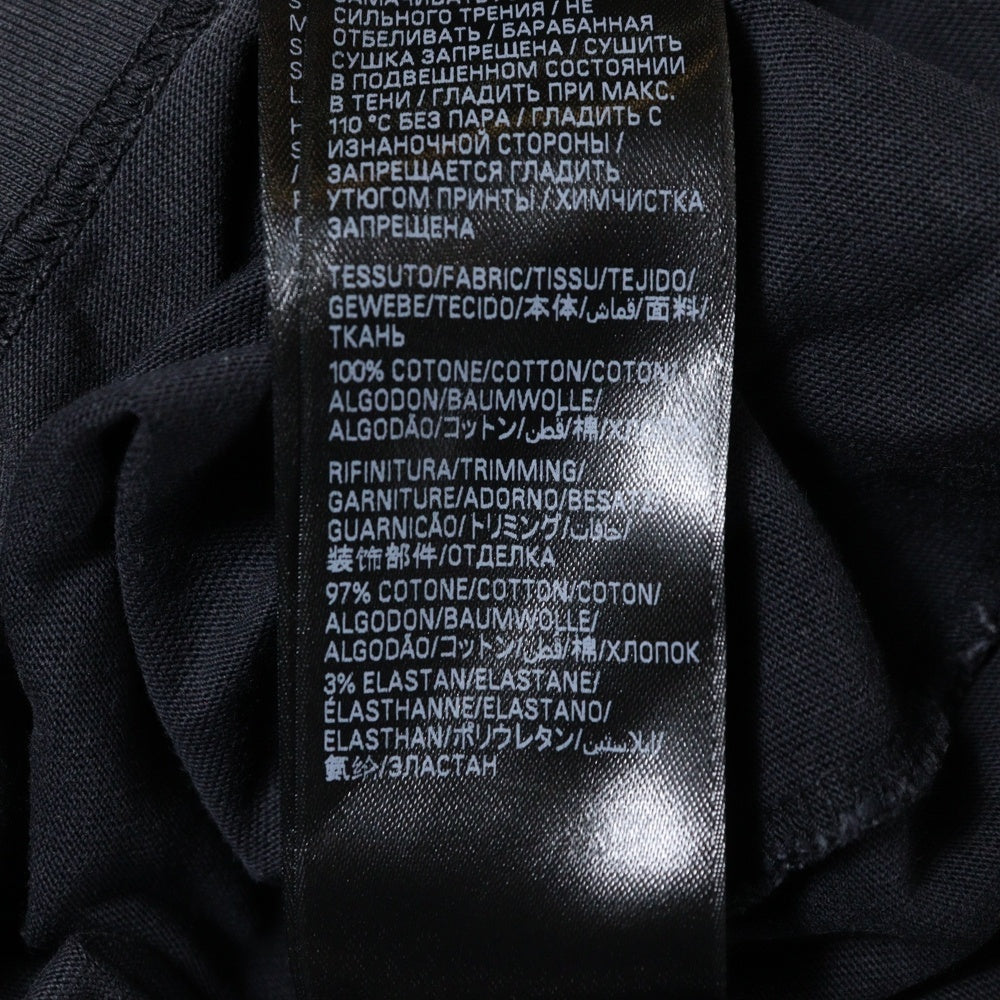 СИЛЬНОГО ТРЕНИЯ / НЕ
ОТБЕЛИВАТЬ / БАРАБАННАЯ
СУШКА ЗАПРЕЩЕНА / СУШИТЬ
В ПОДВЕШЕННОМ СОСТОЯНИИ
В ТЕНИ / ГЛАДИТЬ ПРИ МАКС.
110 °C БЕЗ ПАРА / ГЛАДИТЬ С
ИЗНАНОЧНОЙ СТОРОНЫ /
ЗАПРЕЩАЕТСЯ ГЛАДИТЬ
УТЮГОМ ПРИНТЫ / ХИМЧИСТКА
ЗАПРЕЩЕНА
TESSUTO/FABRIC/TISSU/TEJIDO/
GEWEBE/TECIDO/本体/قماش/面料/
ТКАНЬ
100% COTONE/COTTON/COTON/
ALGODON/BAUMWOLLE/
ALGODÃO/コットン/قطن/棉/
RIFINITURA/TRIMMING/
GARNITURE/ADORNO/
GUARNICÃO/トリミング/
装饰部件/ОТДЕЛКА
97% COTONE/COTTON/COTON/
ALGODON/BAUMWOLLE/
ALGODÃO/コットン/قطن/棉/ХЛОПОК
3% ELASTAN/ELASTANE/
ÉLASTHANNE/ELASTANO/
ELASTHAN/ポリウレタン/
氨纶/ЭЛАСТАН